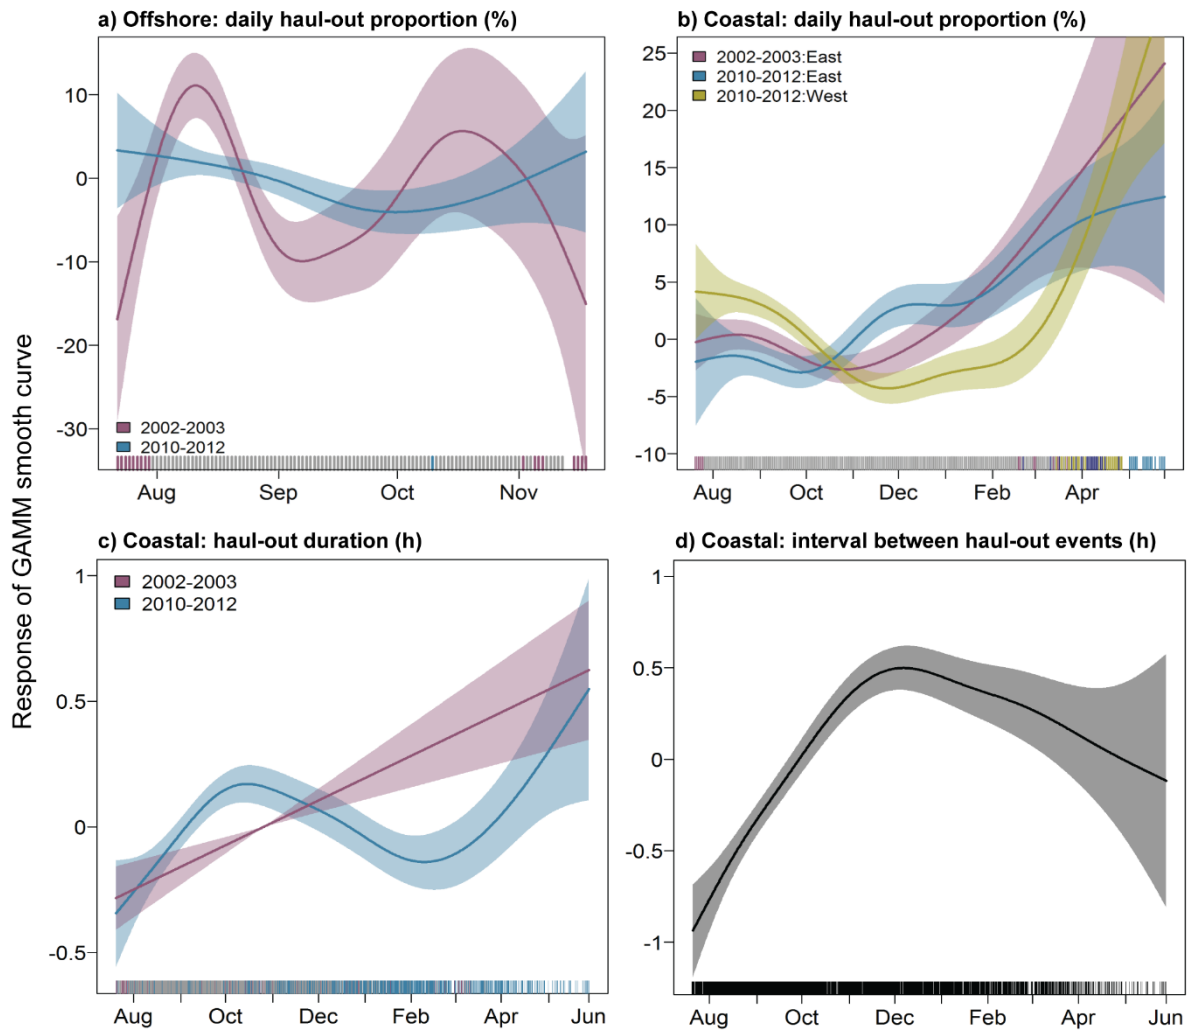 a) Offshore: daily haul-out proportion (%)
10
0
-10
-20
-30
2002-2003
2010-2012
Aug Sep Oct Nov
b) Coastal: daily haul-out proportion (%)
25
20
15
10
5
0
-5
-10
2002-2003:East
2010-2012:East
2010-2012:West
Aug Oct Dec Feb Apr
Response of GAMM smooth curve
c) Coastal: haul-out duration (h)
1
0.5
0
-0.5
2002-2003
2010-2012
Aug Oct Dec Feb Apr Jun
d) Coastal: interval between haul-out events (h)
1
0.5
0
-0.5
-1
Aug Oct Dec Feb Apr Jun